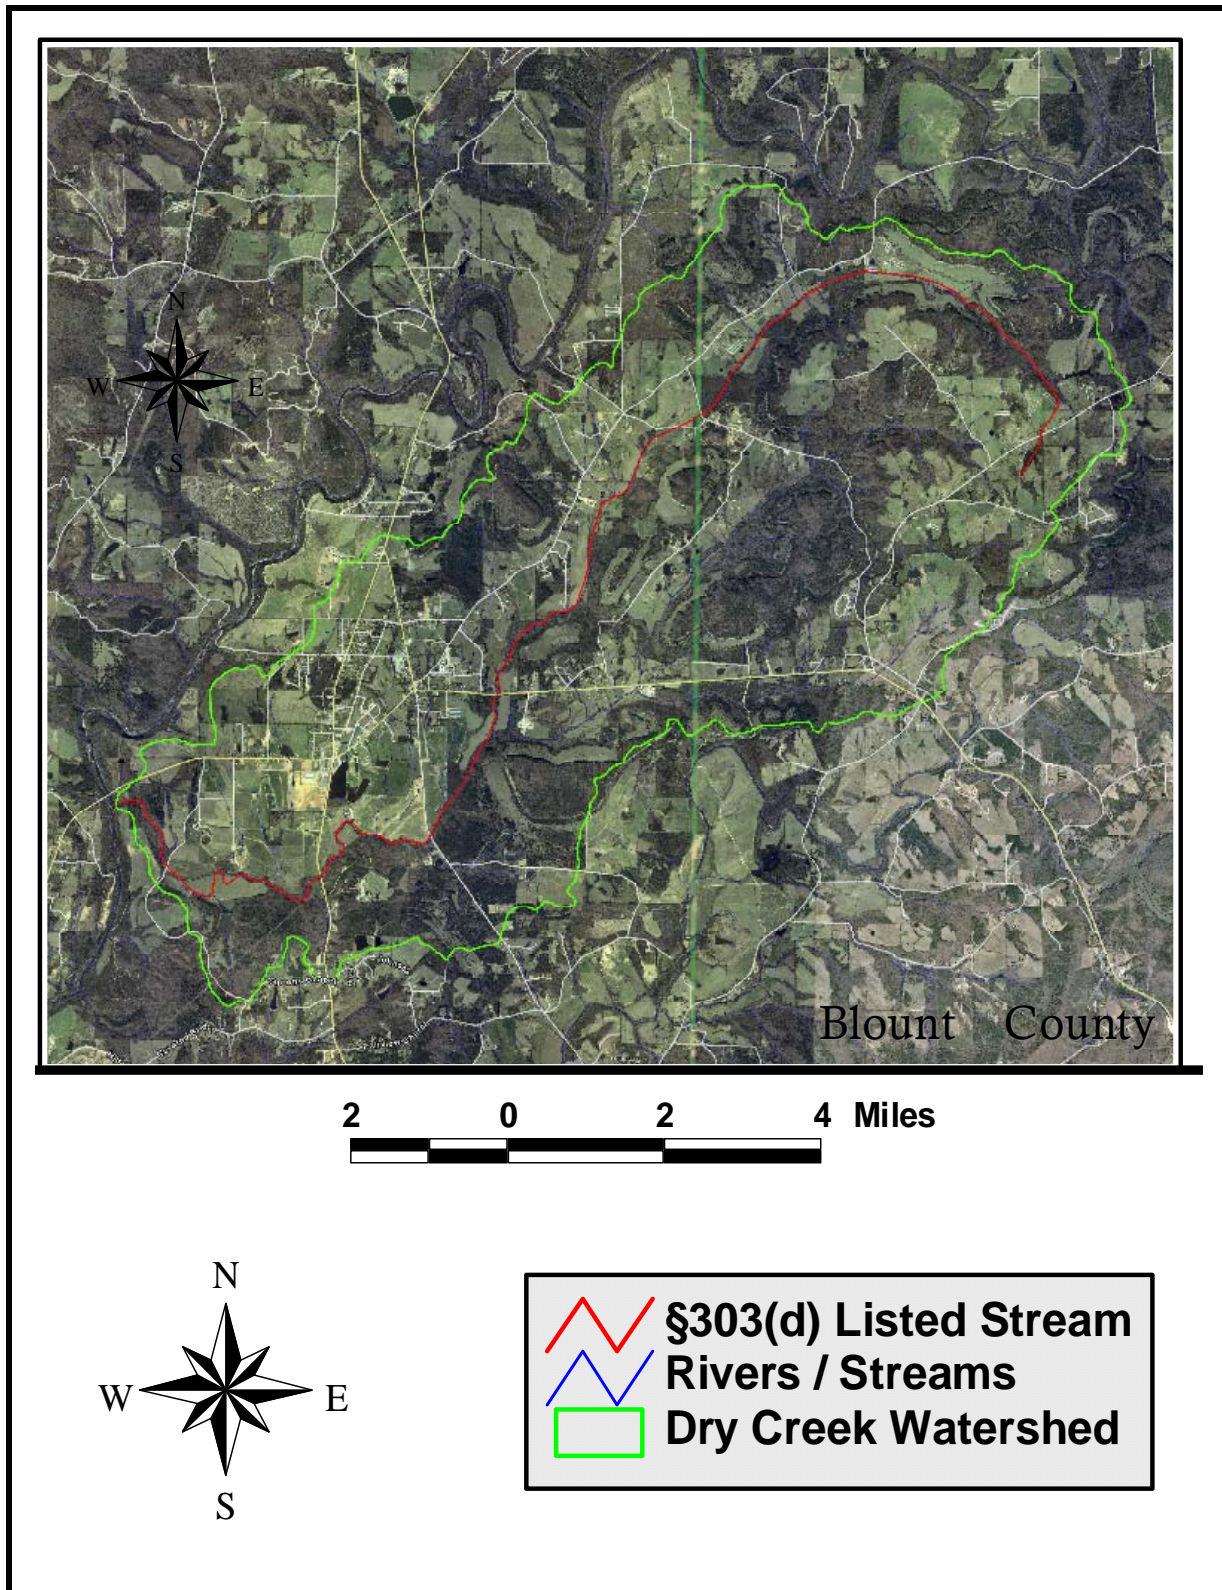 N
W E
S
Blount County
2 0 2 4 Miles
N
W E
S
§303(d) Listed Stream
Rivers / Streams
Dry Creek Watershed